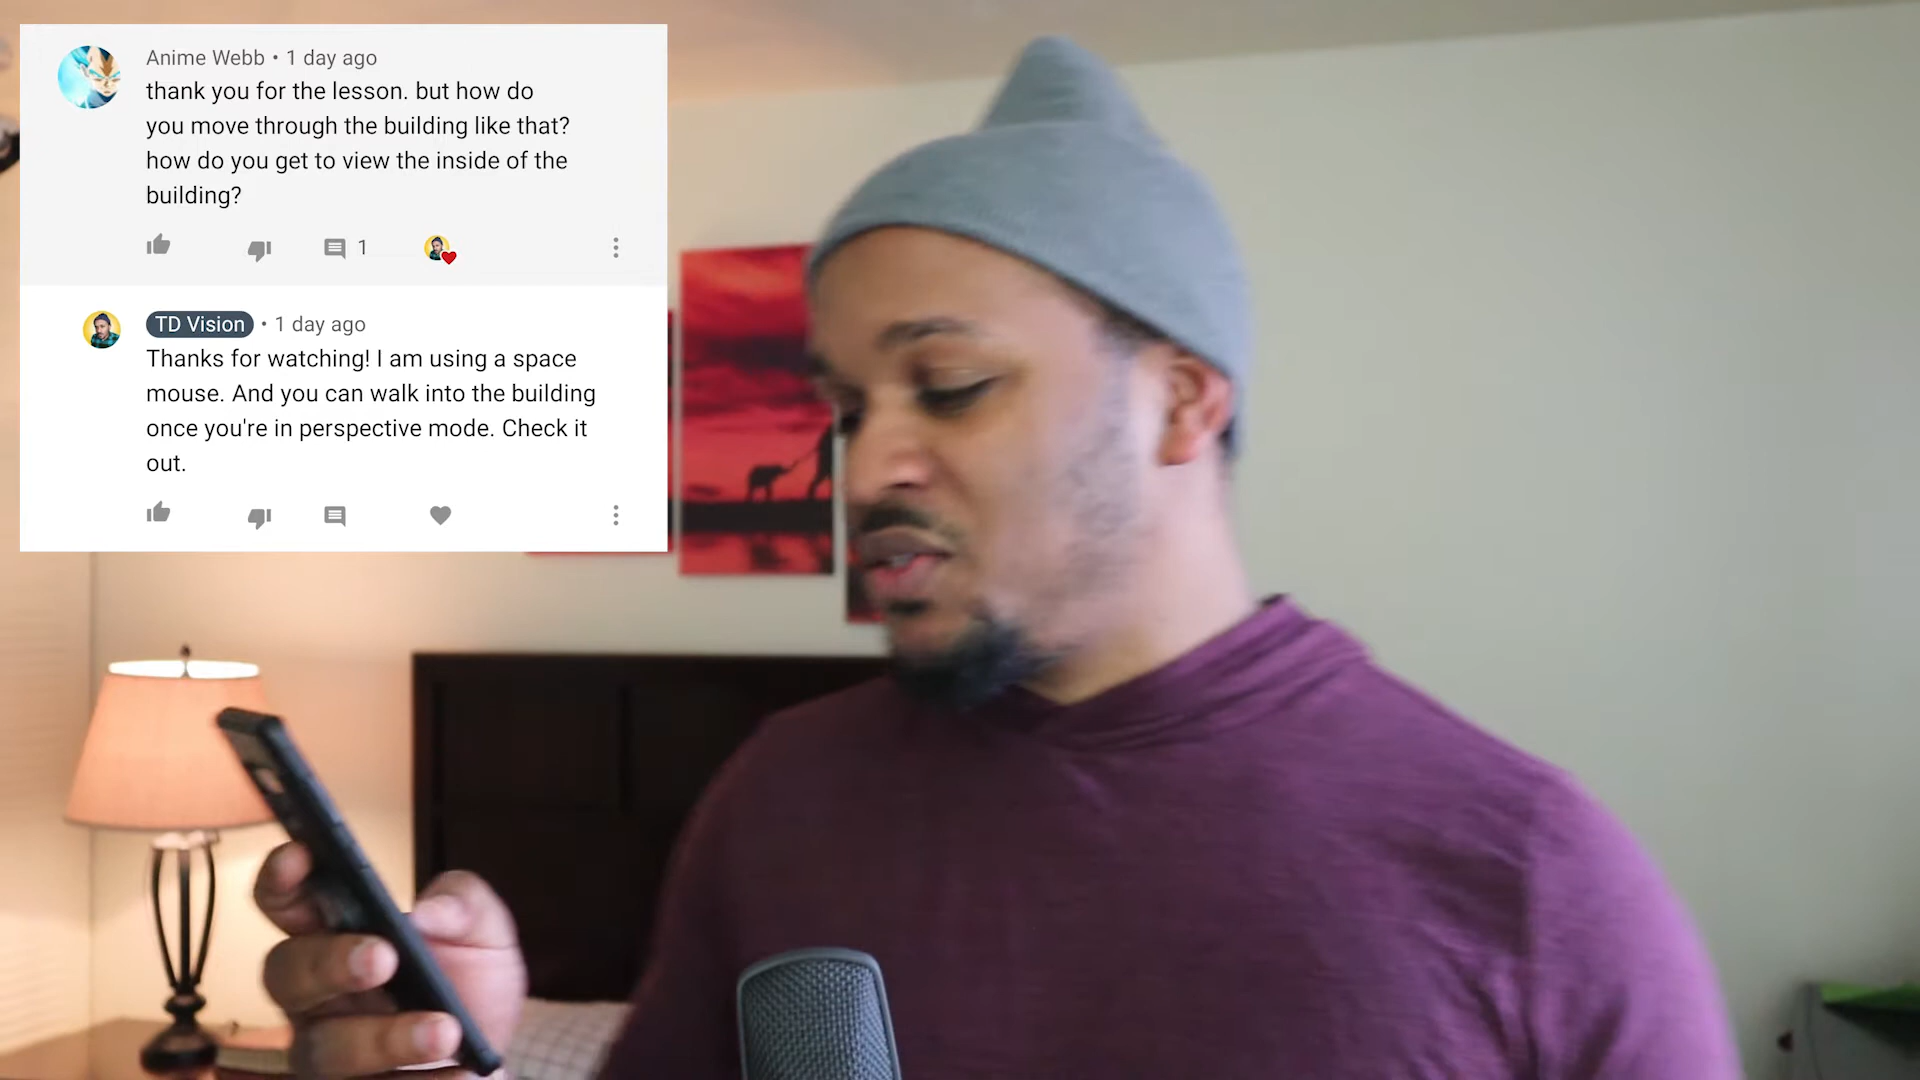 Anime Webb • 1 day ago
thank you for the lesson. but how do
you move through the building like that?
how do you get to view the inside of the
building?
1
TD Vision • 1 day ago
Thanks for watching! I am using a space
mouse. And you can walk into the building
once you're in perspective mode. Check it
out.